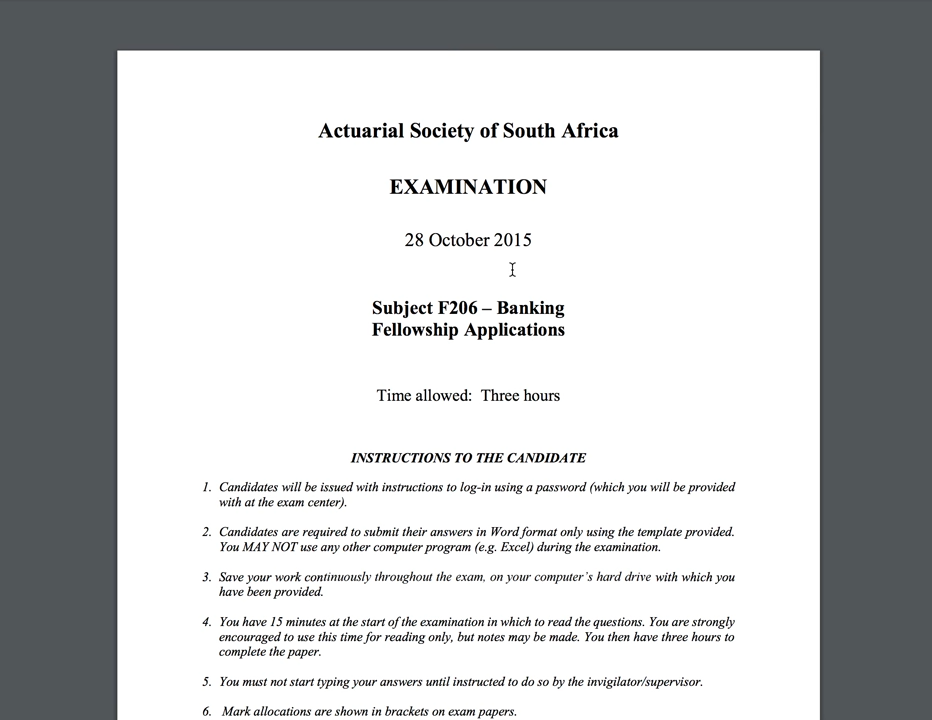 Actuarial Society of South Africa
EXAMINATION
28 October 2015
Subject F206 – Banking
Fellowship Applications
Time allowed:  Three hours
INSTRUCTIONS TO THE CANDIDATE
1. Candidates will be issued with instructions to log-in using a password (which you will be provided
with at the exam center).
2. Candidates are required to submit their answers in Word format only using the template provided.
You MAY NOT use any other computer program (e.g. Excel) during the examination.
3. Save your work continuously throughout the exam, on your computer’s hard drive with which you
have been provided.
4. You have 15 minutes at the start of the examination in which to read the questions. You are strongly
encouraged to use this time for reading only, but notes may be made. You then have three hours to
complete the paper.
5. You must not start typing your answers until instructed to do so by the invigilator/supervisor.
6. Mark allocations are shown in brackets on exam papers.